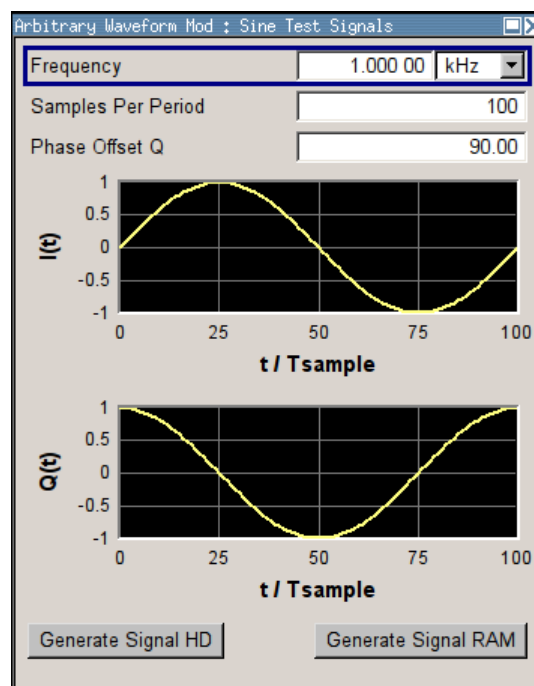 Arbitrary Waveform Mod : Sine Test Signals
Frequency 1.000 00 kHz
Samples Per Period 100
Phase Offset Q 90.00
1
0.5
0
-0.5
-1
I(t)
0 25 50 75 100
t / Tsample
1
0.5
0
-0.5
-1
Q(t)
0 25 50 75 100
t / Tsample
Generate Signal HD Generate Signal RAM